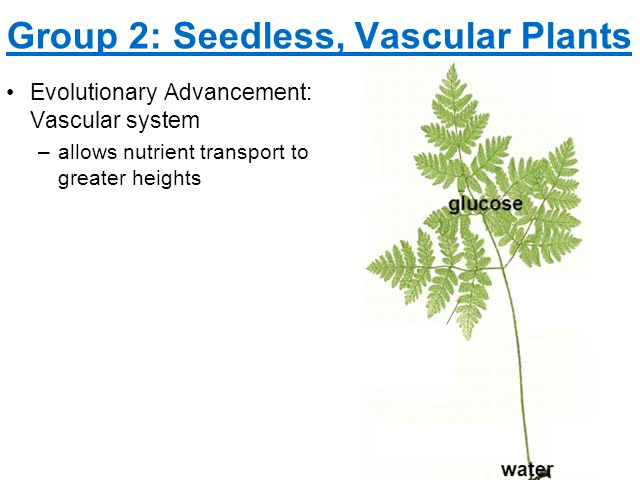 Group 2: Seedless, Vascular Plants
• Evolutionary Advancement:
Vascular system
– allows nutrient transport to
greater heights
glucose
water